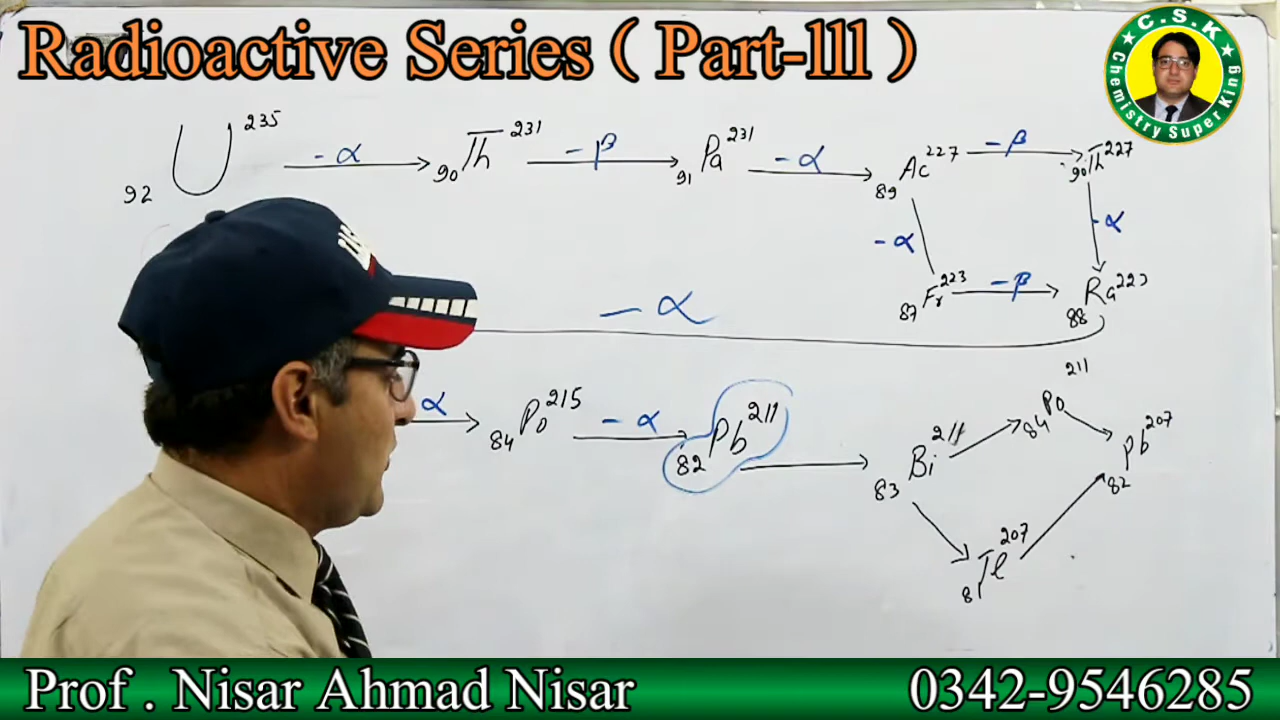 Radioactive Series ( Part-lll )
C.S.K
Chemistry Super King
92 U 235 -α 90 Th 231 -β 91 Pa 231 -α 89 Ac 227 -β 90 Th 227
-α -α
87 Fr 223 -β 88 Ra 223
-α
α 84 Po 215 -α 82 Pb 211 83 Bi 211 84 Po 211 82 Pb 207
81 Tl 207
Prof . Nisar Ahmad Nisar 0342-9546285